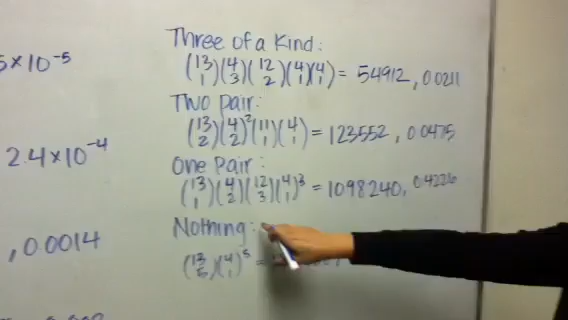 5×10⁻⁵
2.4×10⁻⁴
, 0.0014
Three of a Kind:
(13 1)(4 3)(12 2)(4 1)(4 1) = 54912, 0.0211
Two pair:
(13 2)(4 2)²(11 1)(4 1) = 123552, 0.0475
One Pair:
(13 1)(4 2)(12 3)(4 1)³ = 1098240, 0.4226
Nothing:
(13 5)(4 1)⁵ =